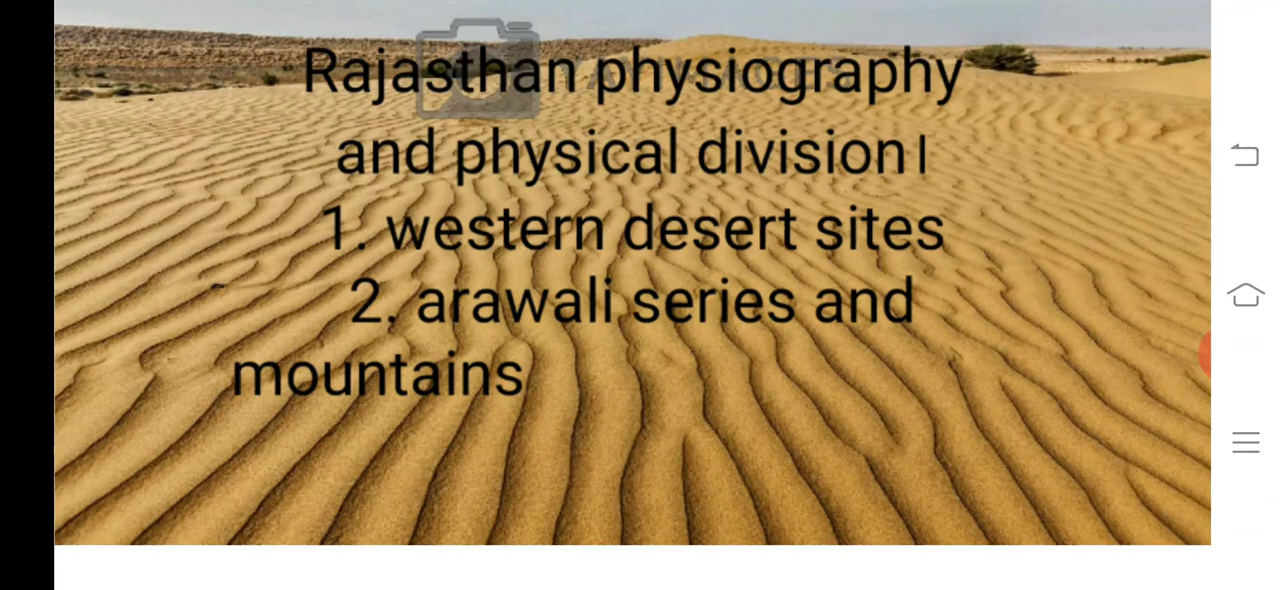 Rajasthan physiography
and physical division।
1. western desert sites
2. arawali series and
mountains